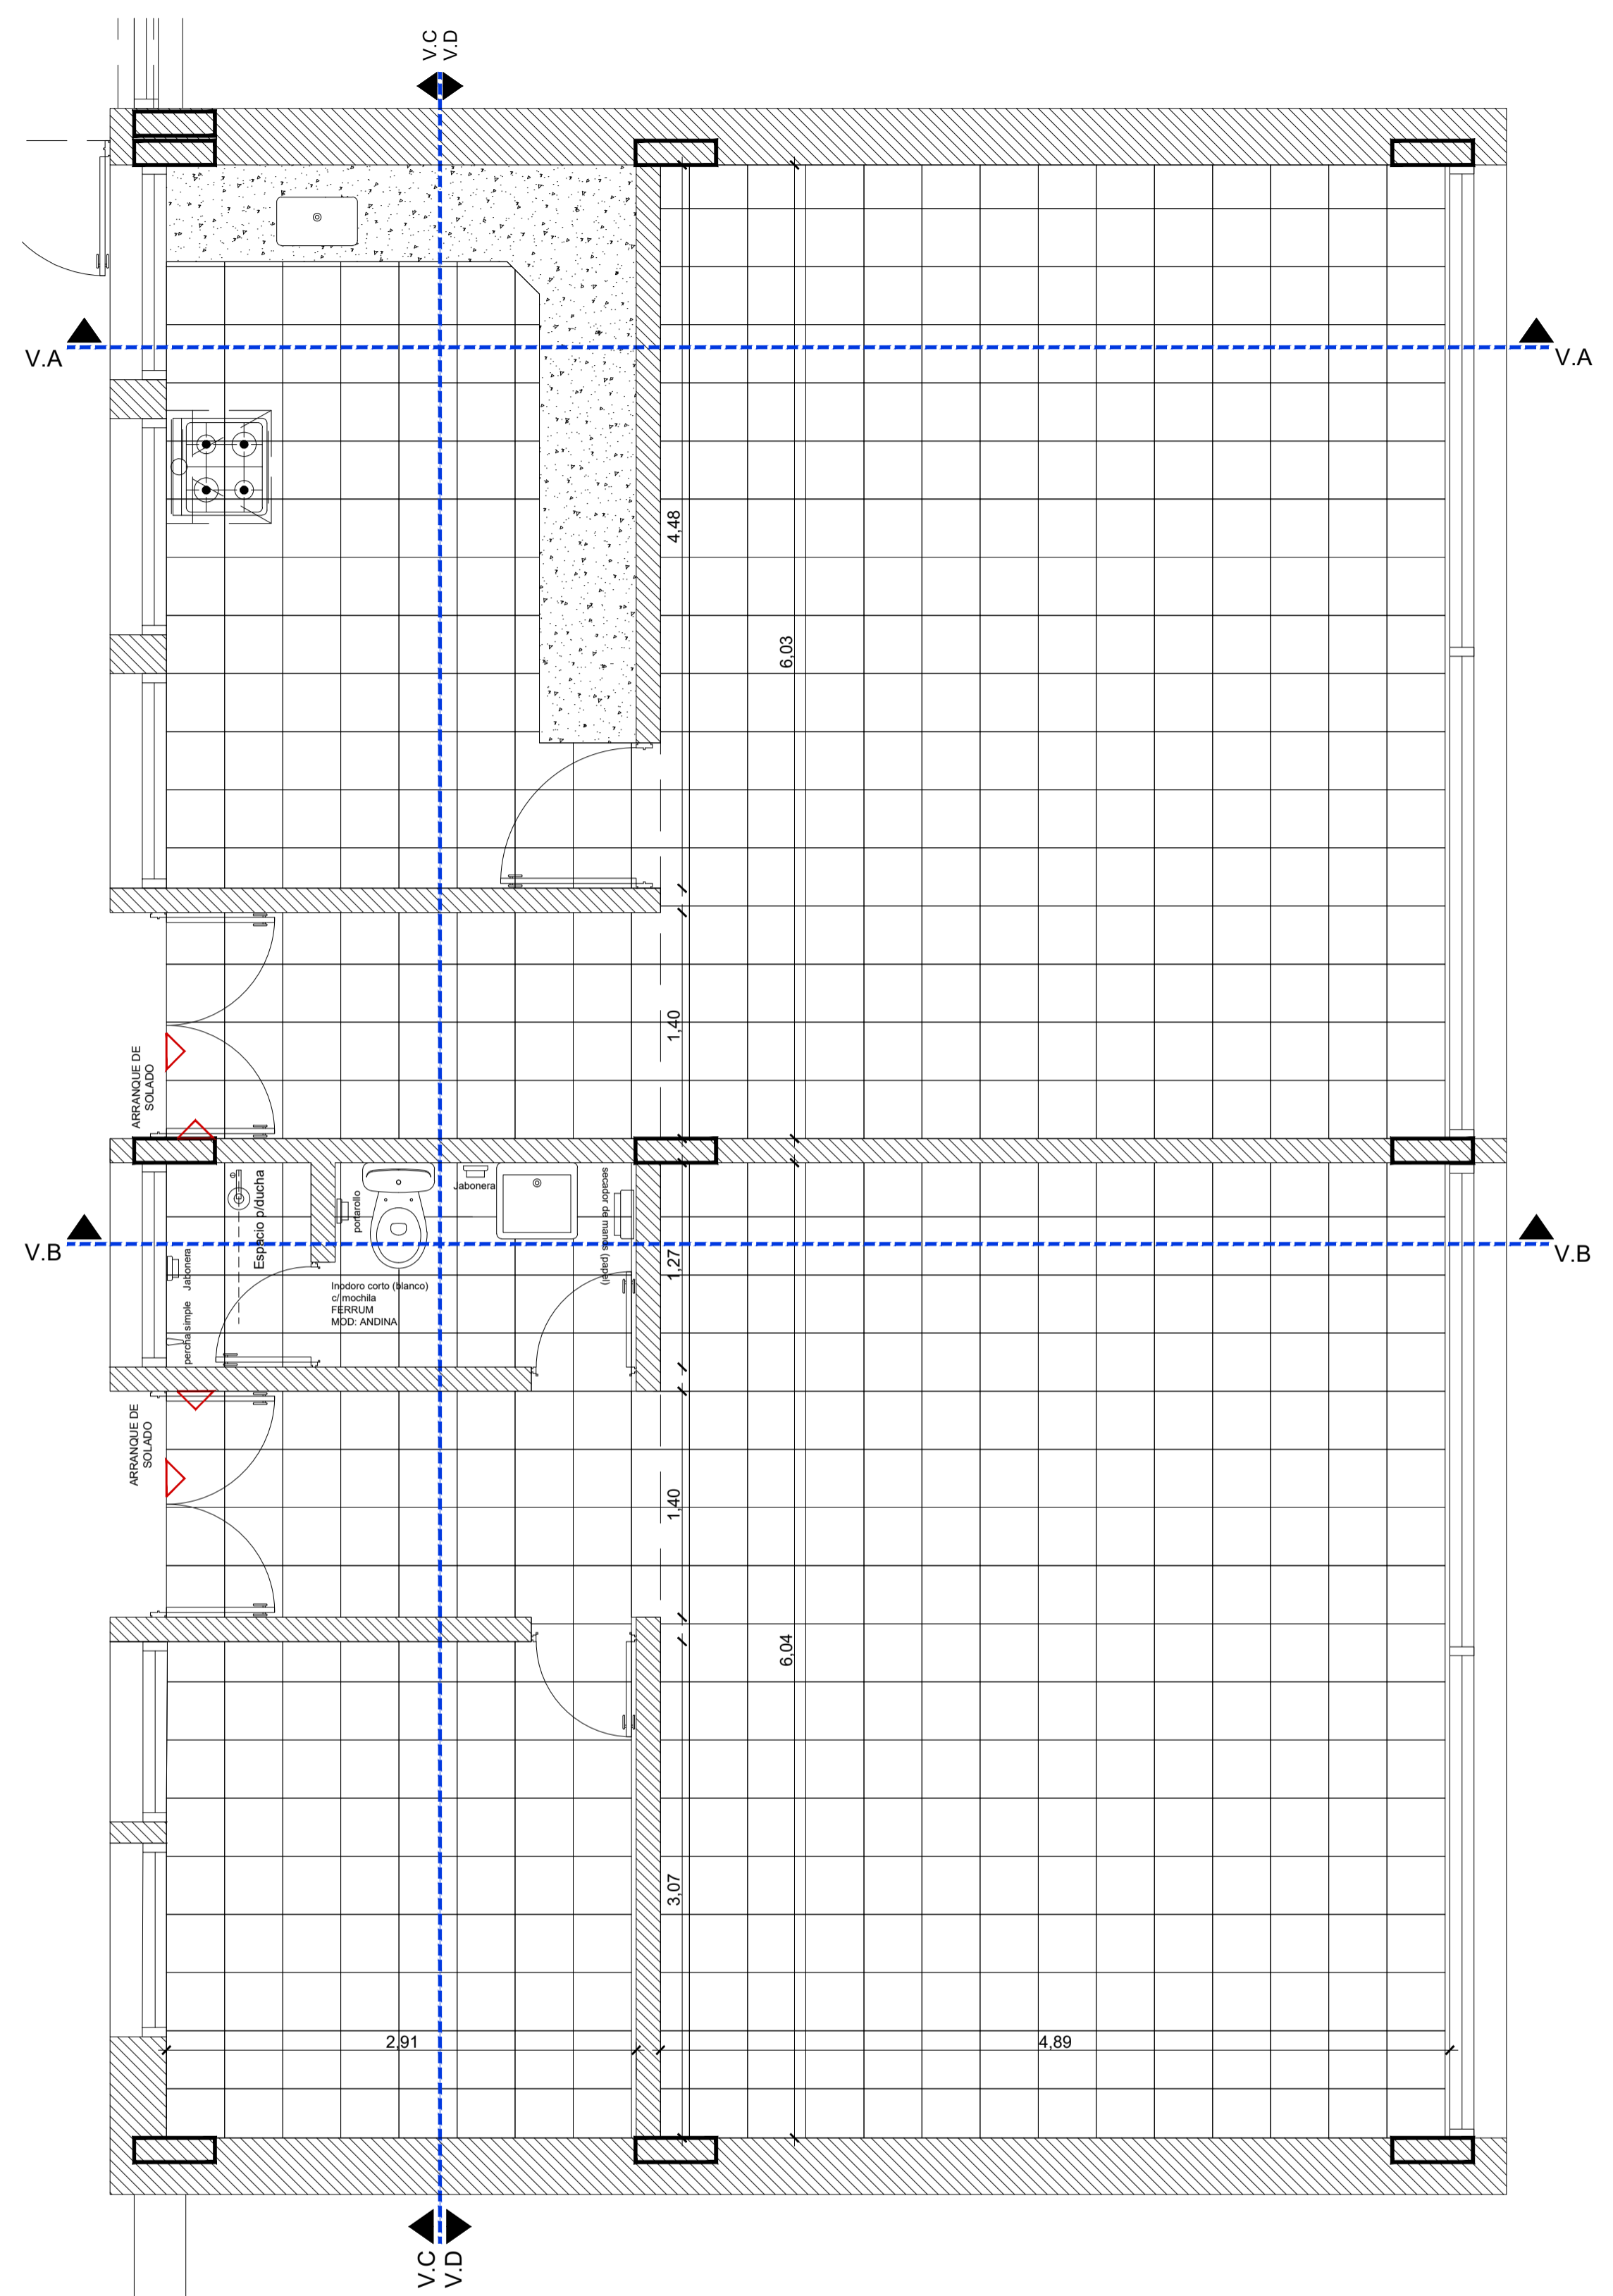 V.C
V.D
V.A
V.A
4,48
6,03
1,40
ARRANQUE DE
SOLADO
Espacio p/ducha
portarollo
Jabonera
secador de manos (papel)
V.B
V.B
Jabonera
percha simple
1,27
Inodoro corto (blanco)
c/ mochila
FERRUM
MOD: ANDINA
ARRANQUE DE
SOLADO
1,40
6,04
3,07
2,91
4,89
V.C
V.D